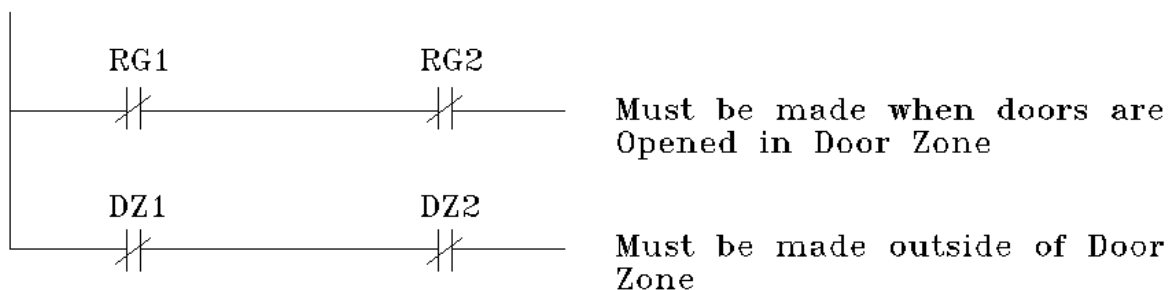 RG1 RG2
Must be made when doors are
Opened in Door Zone
DZ1 DZ2
Must be made outside of Door
Zone